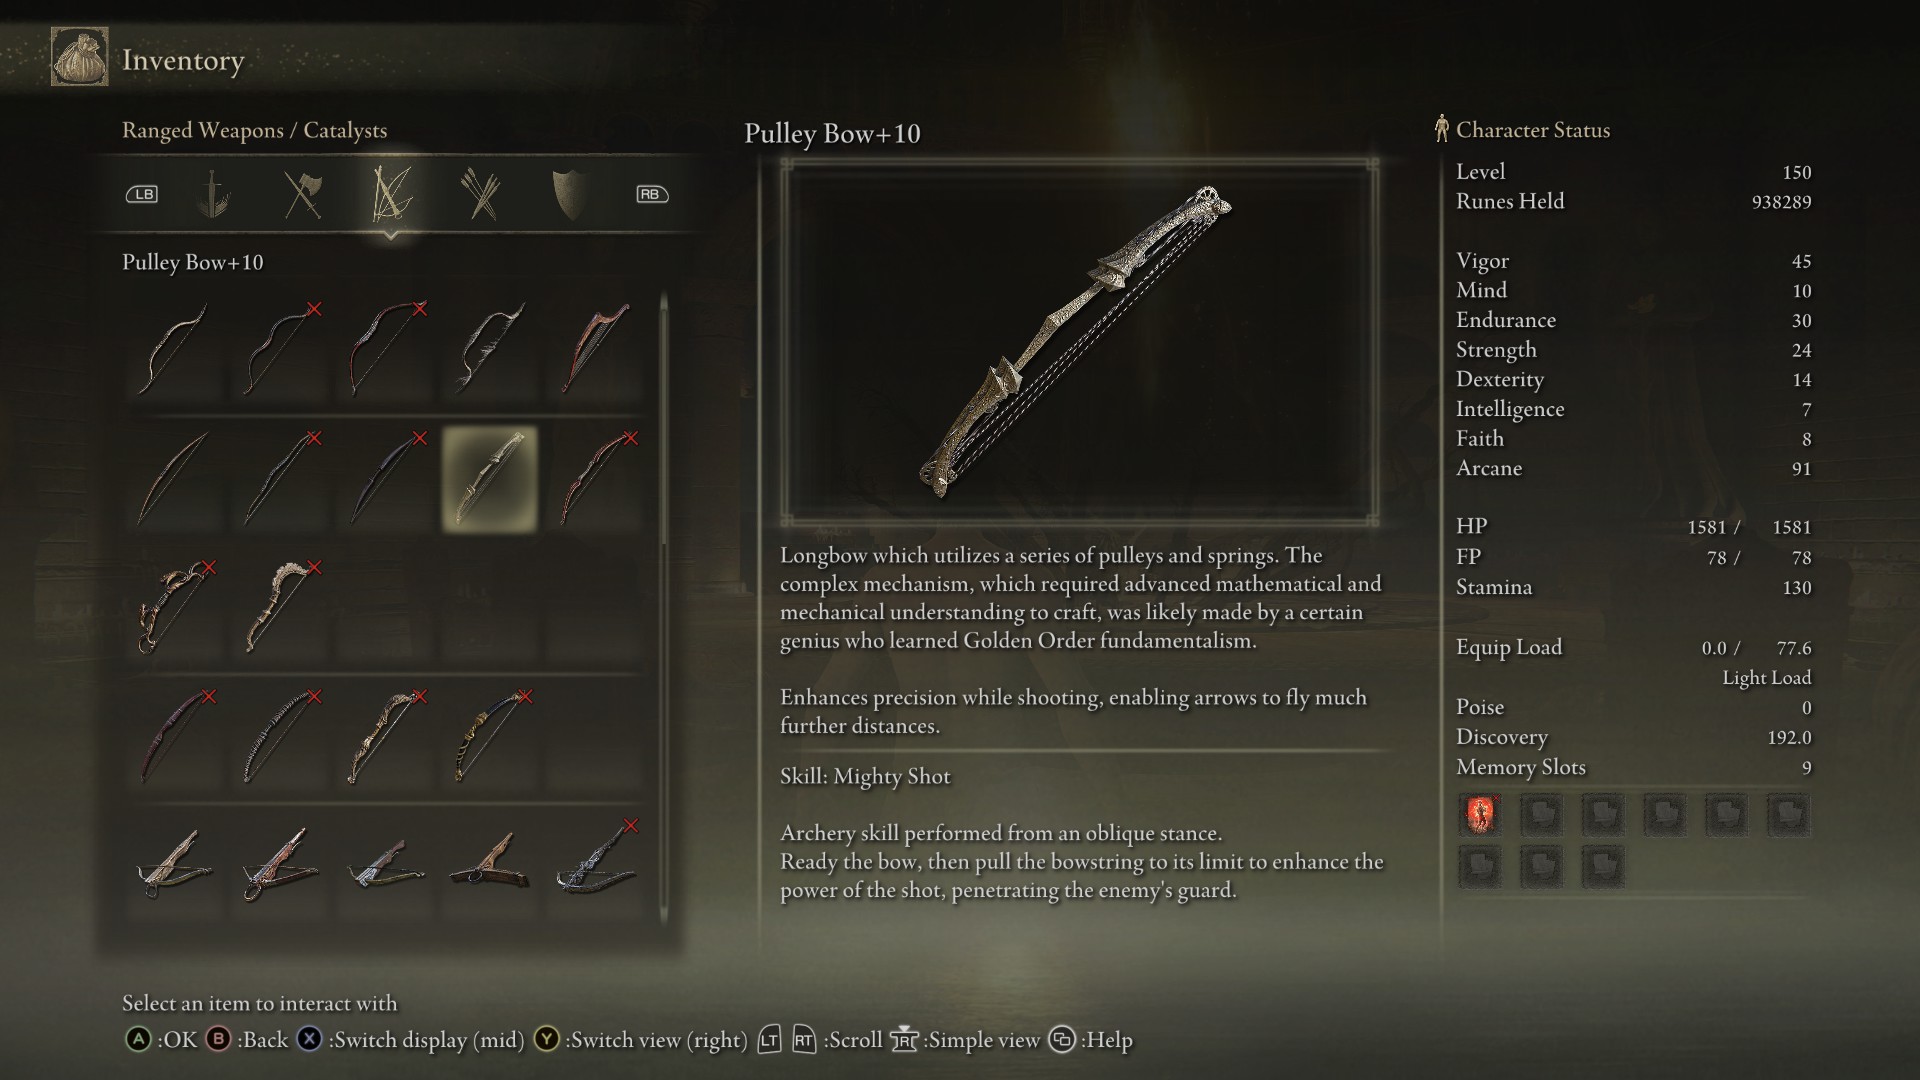 Inventory
Ranged Weapons / Catalysts
LB
RB
Pulley Bow+10
Pulley Bow+10
Longbow which utilizes a series of pulleys and springs. The
complex mechanism, which required advanced mathematical and
mechanical understanding to craft, was likely made by a certain
genius who learned Golden Order fundamentalism.
Enhances precision while shooting, enabling arrows to fly much
further distances.
Skill: Mighty Shot
Archery skill performed from an oblique stance.
Ready the bow, then pull the bowstring to its limit to enhance the
power of the shot, penetrating the enemy's guard.
Character Status
Level 150
Runes Held 938289
Vigor 45
Mind 10
Endurance 30
Strength 24
Dexterity 14
Intelligence 7
Faith 8
Arcane 91
HP 1581 / 1581
FP 78 / 78
Stamina 130
Equip Load 0.0 / 77.6
Light Load
Poise 0
Discovery 192.0
Memory Slots 9
Select an item to interact with
A :OK B :Back X :Switch display (mid) Y :Switch view (right) LT RT :Scroll R :Simple view :Help